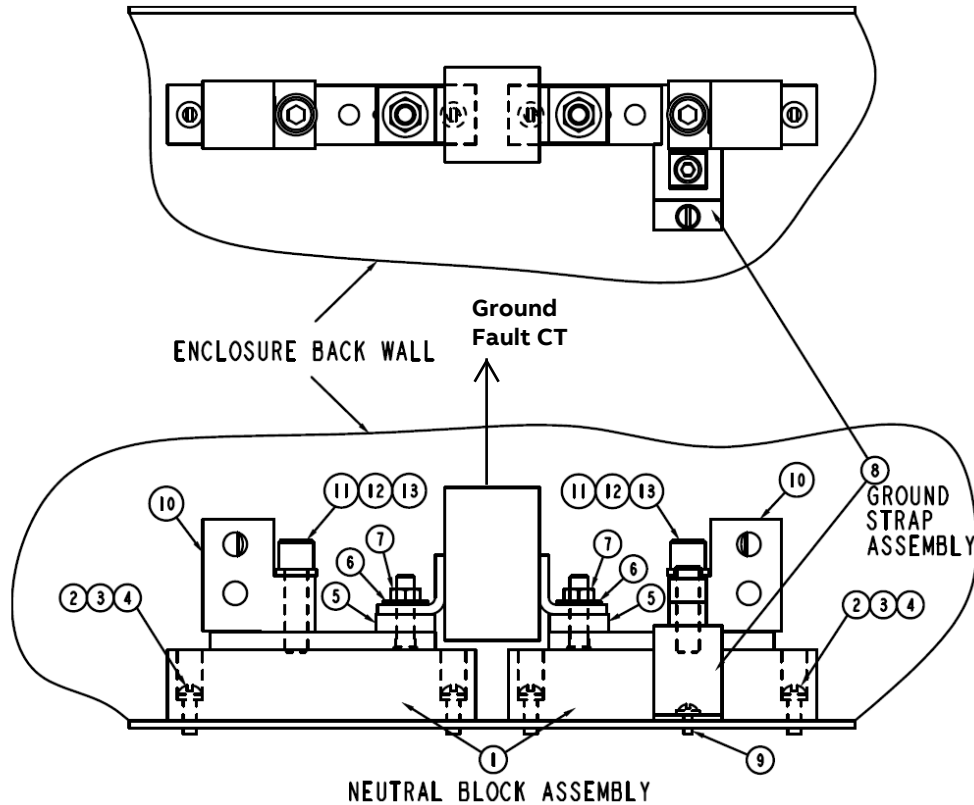 Ground
Fault CT
ENCLOSURE BACK WALL
8
GROUND
STRAP
ASSEMBLY
10
11 12 13
11 12 13
10
7
7
6
6
5
5
2 3 4
2 3 4
1
9
NEUTRAL BLOCK ASSEMBLY